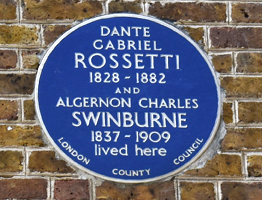 DANTE
GABRIEL
ROSSETTI
1828 - 1882
AND
ALGERNON CHARLES
SWINBURNE
1837 - 1909
lived here
LONDON COUNTY COUNCIL